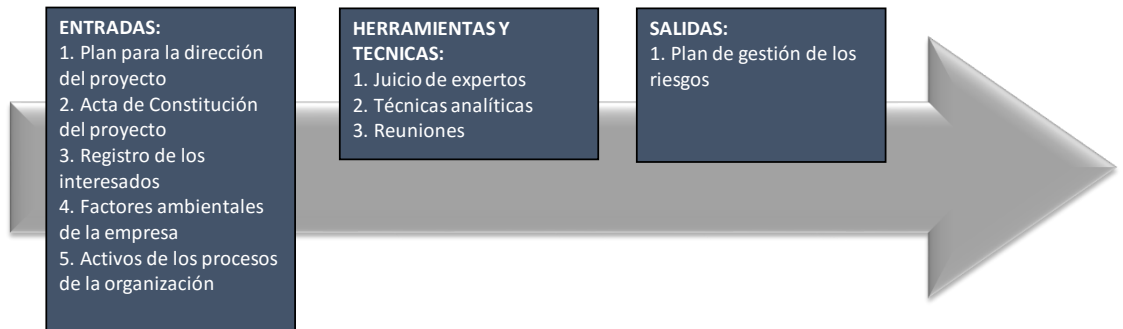 ENTRADAS:
1. Plan para la dirección
del proyecto
2. Acta de Constitución
del proyecto
3. Registro de los
interesados
4. Factores ambientales
de la empresa
5. Activos de los procesos
de la organización
HERRAMIENTAS Y
TECNICAS:
1. Juicio de expertos
2. Técnicas analíticas
3. Reuniones
SALIDAS:
1. Plan de gestión de los
riesgos